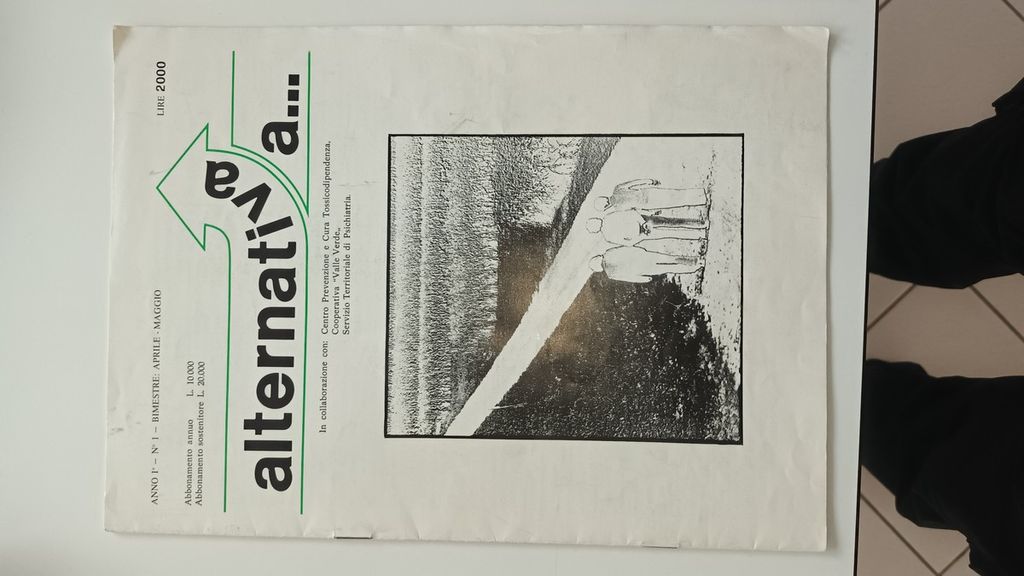 ANNO I° - N° 1 - BIMESTRE: APRILE - MAGGIO
LIRE 2000
Abbonamento annuo L. 10.000
Abbonamento sostenitore L. 20.000
alternativa a...
In collaborazione con: Centro Prevenzione e Cura Tossicodipendenza,
Cooperativa "Valle Verde„,
Servizio Territoriale di Psichiatria.